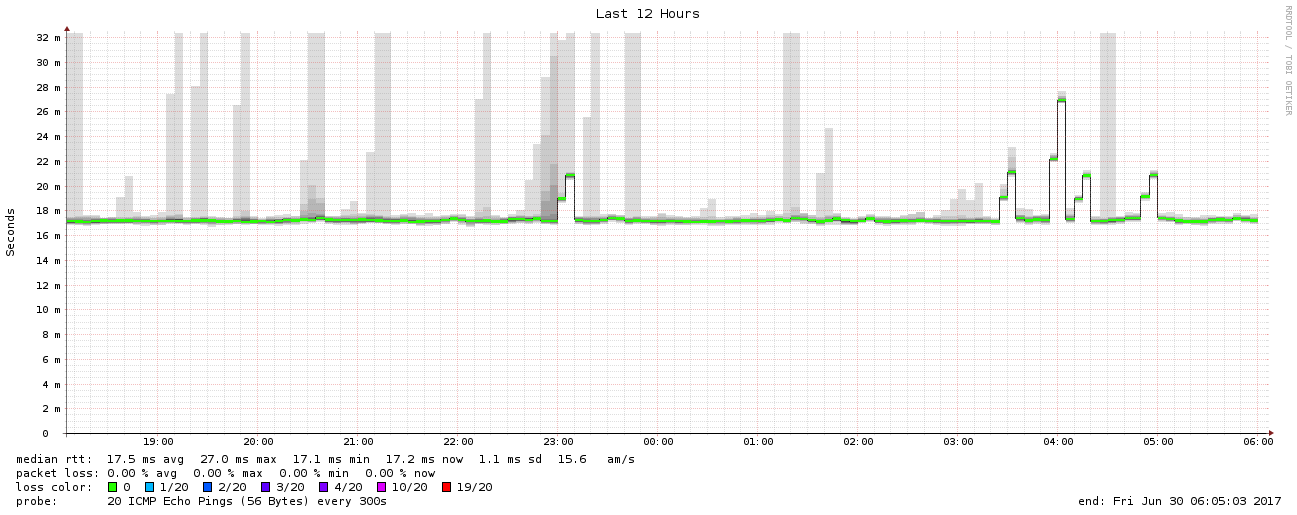 Last 12 Hours
RRDTOOL / TOBI OETIKER
Seconds
32 m
30 m
28 m
26 m
24 m
22 m
20 m
18 m
16 m
14 m
12 m
10 m
8 m
6 m
4 m
2 m
0
19:00 20:00 21:00 22:00 23:00 00:00 01:00 02:00 03:00 04:00 05:00 06:00
median rtt: 17.5 ms avg 27.0 ms max 17.1 ms min 17.2 ms now 1.1 ms sd 15.6 am/s
packet loss: 0.00 % avg 0.00 % max 0.00 % min 0.00 % now
loss color: 0 1/20 2/20 3/20 4/20 10/20 19/20
probe: 20 ICMP Echo Pings (56 Bytes) every 300s end: Fri Jun 30 06:05:03 2017